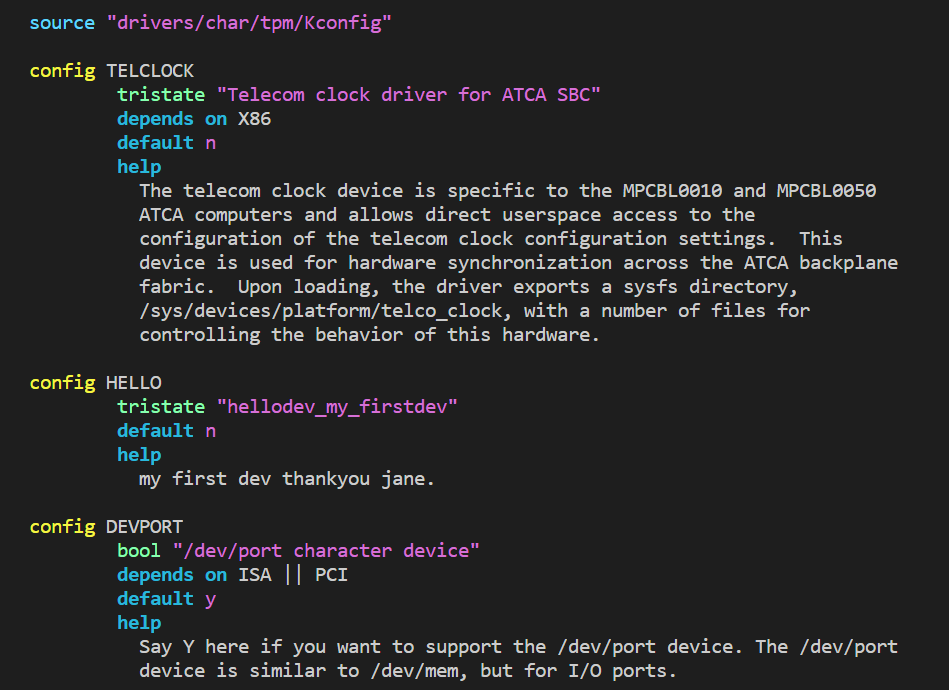 source "drivers/char/tpm/Kconfig"
config TELCLOCK
tristate "Telecom clock driver for ATCA SBC"
depends on X86
default n
help
The telecom clock device is specific to the MPCBL0010 and MPCBL0050
ATCA computers and allows direct userspace access to the
configuration of the telecom clock configuration settings.  This
device is used for hardware synchronization across the ATCA backplane
fabric.  Upon loading, the driver exports a sysfs directory,
/sys/devices/platform/telco_clock, with a number of files for
controlling the behavior of this hardware.
config HELLO
tristate "hellodev_my_firstdev"
default n
help
my first dev thankyou jane.
config DEVPORT
bool "/dev/port character device"
depends on ISA || PCI
default y
help
Say Y here if you want to support the /dev/port device. The /dev/port
device is similar to /dev/mem, but for I/O ports.